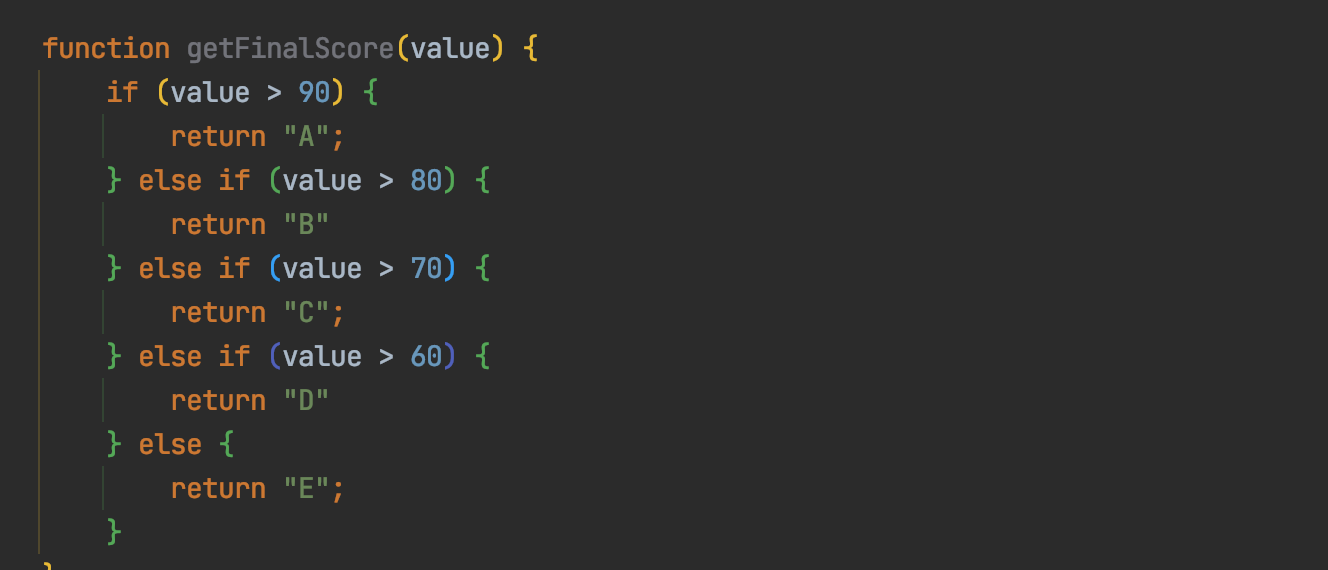 function getFinalScore(value) {
    if (value > 90) {
        return "A";
    } else if (value > 80) {
        return "B"
    } else if (value > 70) {
        return "C";
    } else if (value > 60) {
        return "D"
    } else {
        return "E";
    }
}